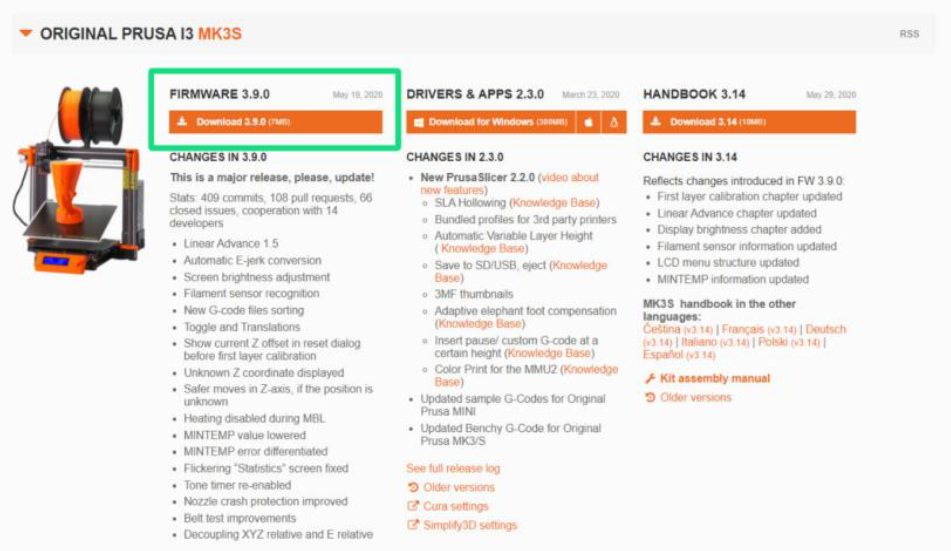 ORIGINAL PRUSA I3 MK3S
RSS
FIRMWARE 3.9.0
May 19, 2020
Download 3.9.0 (7MB)
CHANGES IN 3.9.0
This is a major release, please, update!
Stats: 409 commits, 108 pull requests, 66
closed issues, cooperation with 14
developers
• Linear Advance 1.5
• Automatic E-jerk conversion
• Screen brightness adjustment
• Filament sensor recognition
• New G-code files sorting
• Toggle and Translations
• Show current Z offset in reset dialog
before first layer calibration
• Unknown Z coordinate displayed
• Safer moves in Z-axis, if the position is
unknown
• Heating disabled during MBL
• MINTEMP value lowered
• MINTEMP error differentiated
• Flickering "Statistics" screen fixed
• Tone timer re-enabled
• Nozzle crash protection improved
• Belt test improvements
• Decoupling XYZ relative and E relative
DRIVERS & APPS 2.3.0
March 23, 2020
Download for Windows
CHANGES IN 2.3.0
• New PrusaSlicer 2.2.0 (video about
new features)
◦ SLA Hollowing (Knowledge Base)
◦ Bundled profiles for 3rd party printers
◦ Automatic Variable Layer Height
( Knowledge Base)
◦ Save to SD/USB, eject (Knowledge
Base)
◦ 3MF thumbnails
◦ Adaptive elephant foot compensation
(Knowledge Base)
◦ Insert pause/ custom G-code at a
certain height (Knowledge Base)
◦ Color Print for the MMU2 (Knowledge
Base)
• Updated sample G-Codes for Original
Prusa MINI
• Updated Benchy G-Code for Original
Prusa MK3/S
See full release log
Older versions
Cura settings
Simplify3D settings
HANDBOOK 3.14
May 29, 2020
Download 3.14 (10MB)
CHANGES IN 3.14
Reflects changes introduced in FW 3.9.0:
• First layer calibration chapter updated
• Linear Advance chapter updated
• Display brightness chapter added
• Filament sensor information updated
• LCD menu structure updated
• MINTEMP information updated
MK3S handbook in the other
languages:
Čeština (v3.14) | Français (v3.14) | Deutsch
(v3.14) | Italiano (v3.14) | Polski (v3.14) |
Español (v3.14)
Kit assembly manual
Older versions